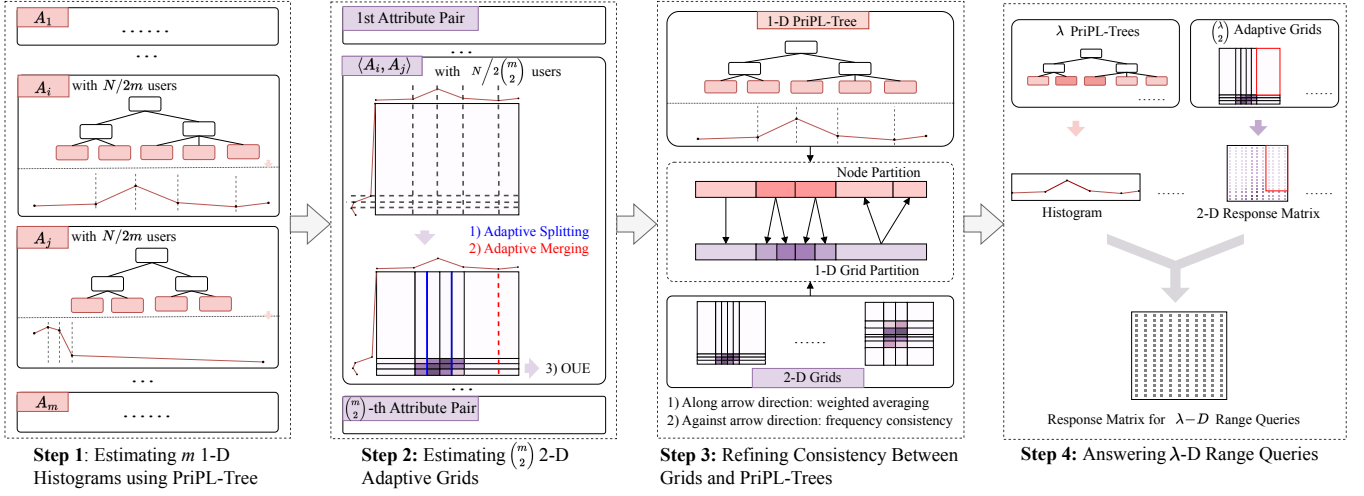 A_1
......
...
A_i with N/2m users
...
A_j with N/2m users
...
A_m
......
Step 1: Estimating m 1-D
Histograms using PriPL-Tree
1st Attribute Pair
...
⟨A_i, A_j⟩ with N/2(m 2) users
1) Adaptive Splitting
2) Adaptive Merging
3) OUE
...
(m 2)-th Attribute Pair
Step 2: Estimating (m 2) 2-D
Adaptive Grids
1-D PriPL-Tree
Node Partition
1-D Grid Partition
......
2-D Grids
1) Along arrow direction: weighted averaging
2) Against arrow direction: frequency consistency
Step 3: Refining Consistency Between
Grids and PriPL-Trees
λ PriPL-Trees
......
(λ 2) Adaptive Grids
......
Histogram
......
2-D Response Matrix
......
Response Matrix for λ-D Range Queries
Step 4: Answering λ-D Range Queries